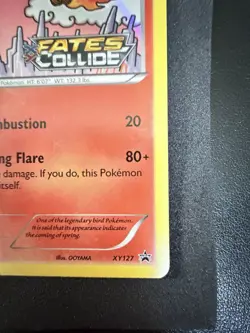 FATES
COLLIDE
Pokémon. HT: 6'07" WT: 132.3 lbs.
mbustion 20
ng Flare 80+
e damage. If you do, this Pokémon
tself.
One of the legendary bird Pokémon.
It is said that its appearance indicates
the coming of spring.
Illus. OOYAMA XY127